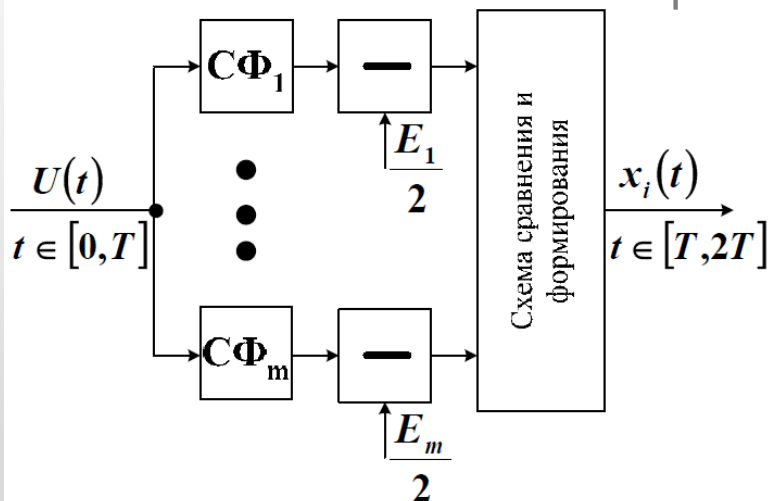 СФ₁
E₁/2
U(t)
t ∈ [0,T]
Схема сравнения и
формирования
xᵢ(t)
t ∈ [T,2T]
СФₘ
Eₘ/2